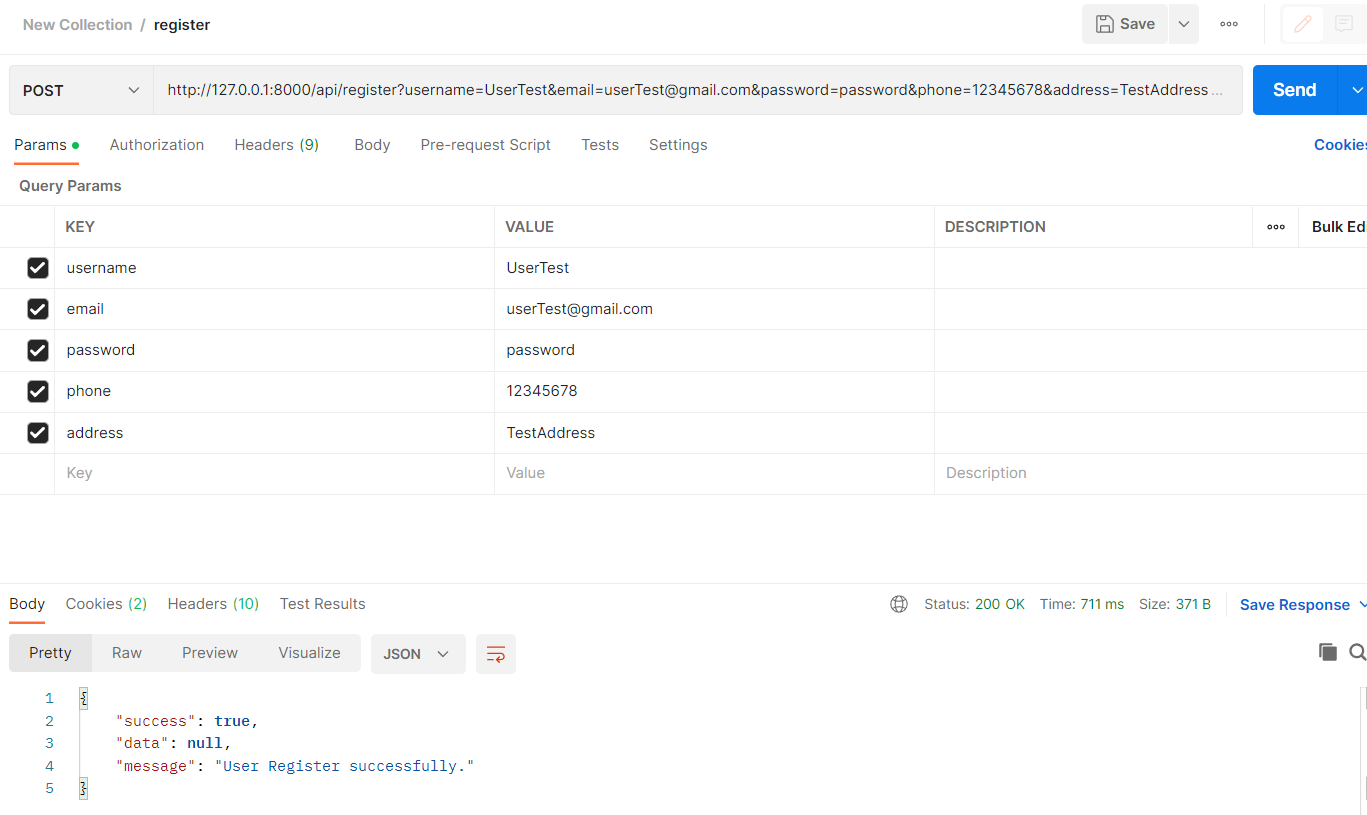 New Collection / register
Save
POST http://127.0.0.1:8000/api/register?username=UserTest&email=userTest@gmail.com&password=password&phone=12345678&address=TestAddress... Send
Params Authorization Headers (9) Body Pre-request Script Tests Settings Cookies
Query Params
KEY VALUE DESCRIPTION Bulk Ed
username UserTest
email userTest@gmail.com
password password
phone 12345678
address TestAddress
Key Value Description
Body Cookies (2) Headers (10) Test Results Status: 200 OK Time: 711 ms Size: 371 B Save Response
Pretty Raw Preview Visualize JSON
1 {
2 "success": true,
3 "data": null,
4 "message": "User Register successfully."
5 }